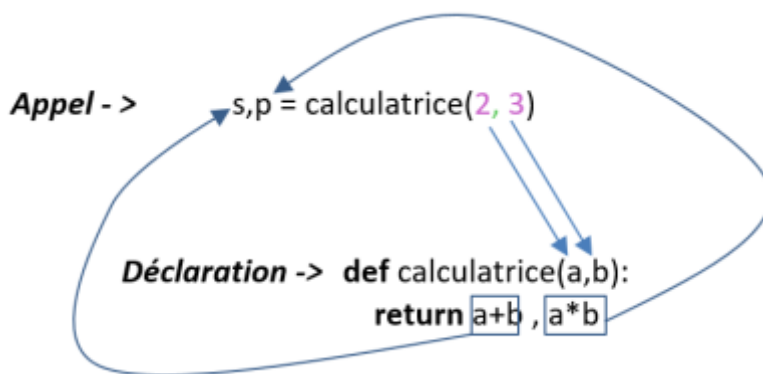 Appel - > s,p = calculatrice(2, 3)
Déclaration -> def calculatrice(a,b):
return a+b , a*b